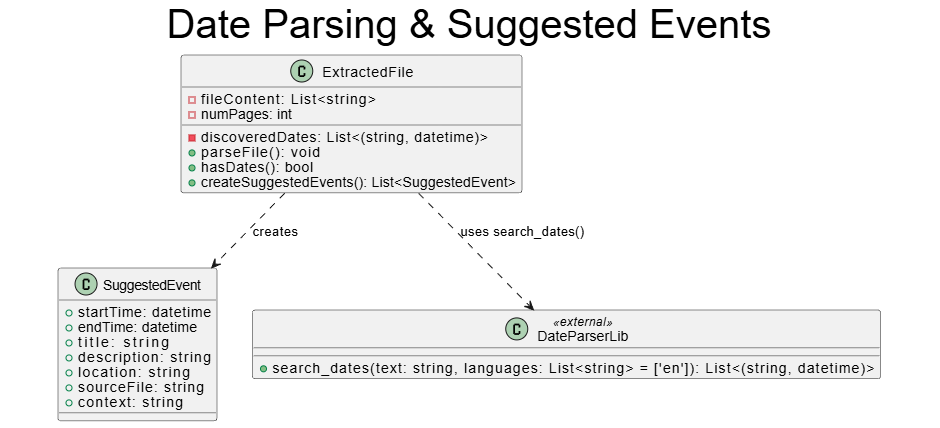 Date Parsing & Suggested Events
C ExtractedFile
fileContent: List<string>
numPages: int
discoveredDates: List<(string, datetime)>
parseFile(): void
hasDates(): bool
createSuggestedEvents(): List<SuggestedEvent>
creates
uses search_dates()
C SuggestedEvent
startTime: datetime
endTime: datetime
title: string
description: string
location: string
sourceFile: string
context: string
«external»
C DateParserLib
search_dates(text: string, languages: List<string> = ['en']): List<(string, datetime)>